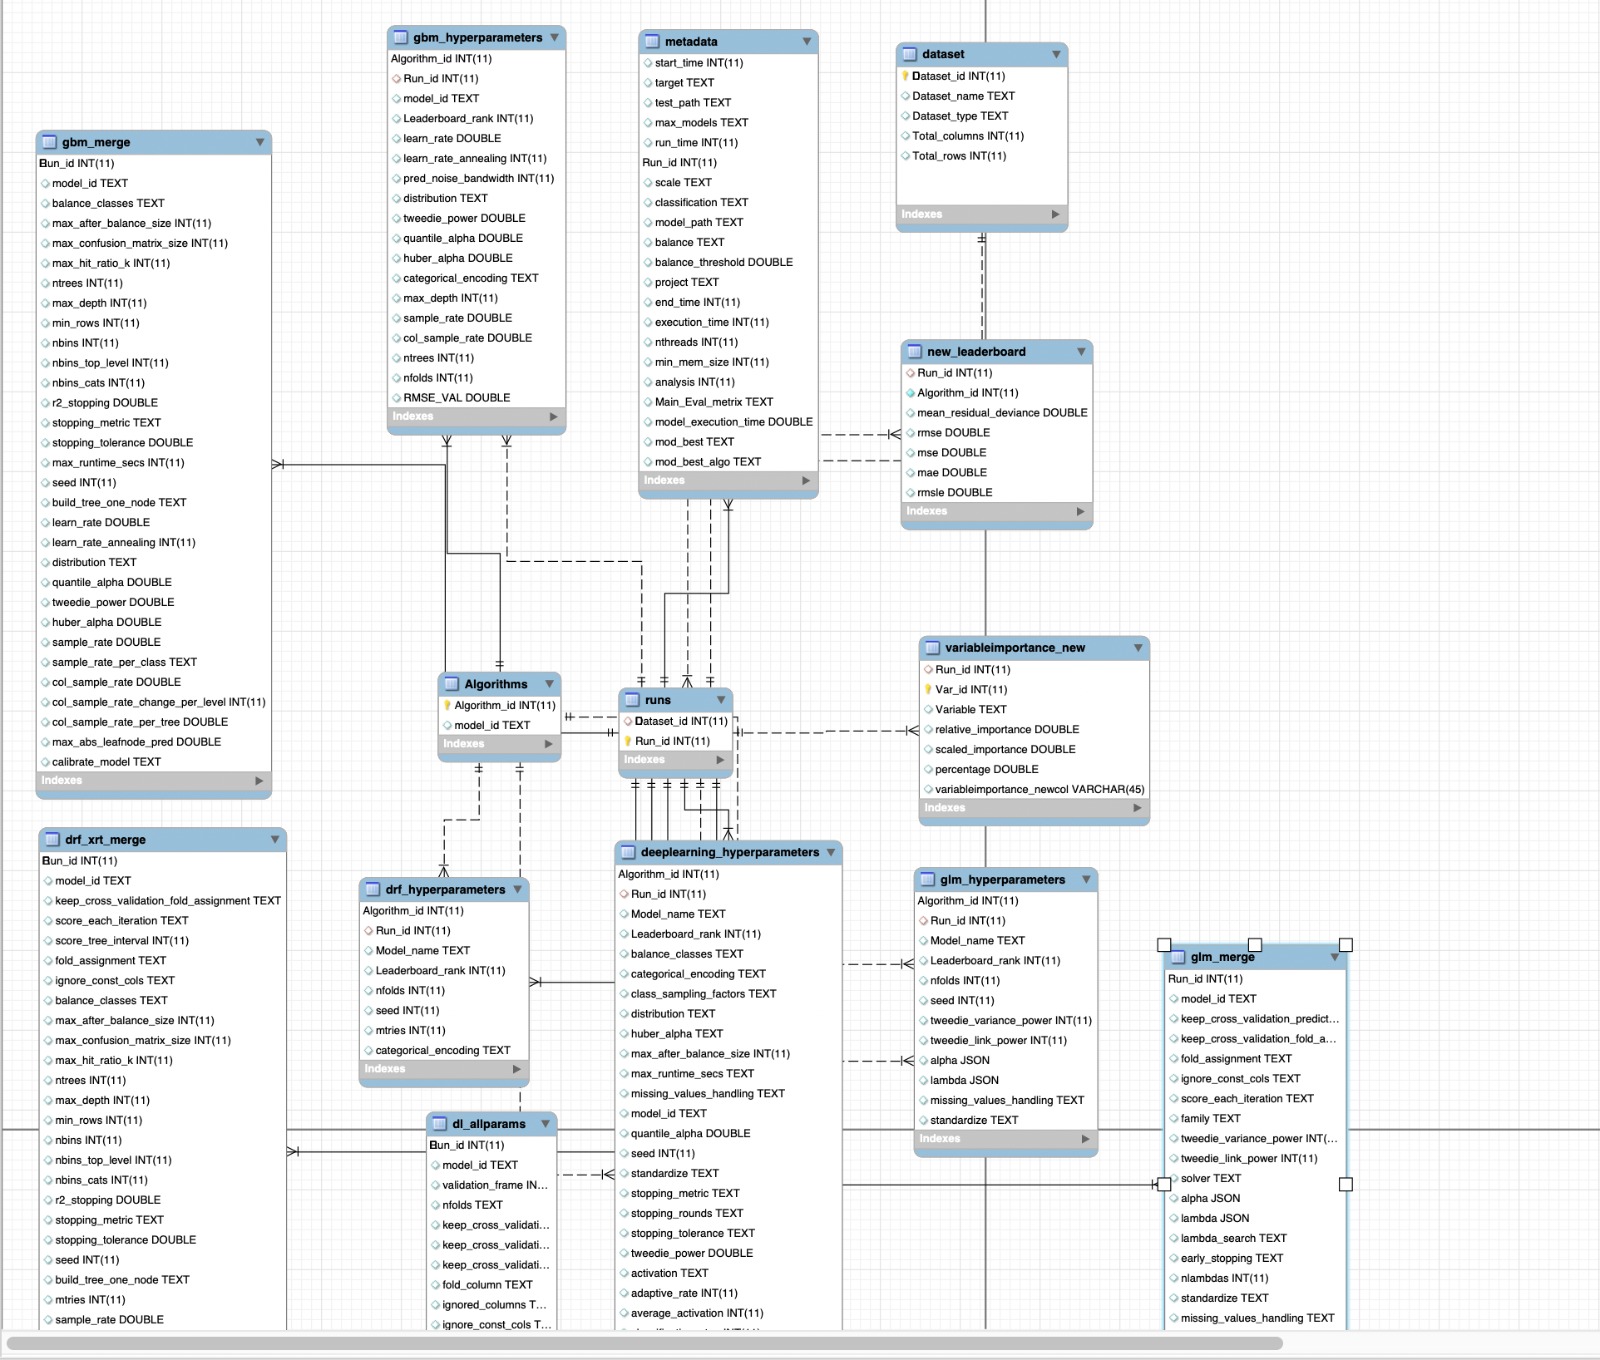 gbm_merge
Run_id INT(11)
model_id TEXT
balance_classes TEXT
max_after_balance_size INT(11)
max_confusion_matrix_size INT(11)
max_hit_ratio_k INT(11)
ntrees INT(11)
max_depth INT(11)
min_rows INT(11)
nbins INT(11)
nbins_top_level INT(11)
nbins_cats INT(11)
r2_stopping DOUBLE
stopping_metric TEXT
stopping_tolerance DOUBLE
max_runtime_secs INT(11)
seed INT(11)
build_tree_one_node TEXT
learn_rate DOUBLE
learn_rate_annealing INT(11)
distribution TEXT
quantile_alpha DOUBLE
tweedie_power DOUBLE
huber_alpha DOUBLE
sample_rate DOUBLE
sample_rate_per_class TEXT
col_sample_rate DOUBLE
col_sample_rate_change_per_level INT(11)
col_sample_rate_per_tree DOUBLE
max_abs_leafnode_pred DOUBLE
calibrate_model TEXT
Indexes
gbm_hyperparameters
Algorithm_id INT(11)
Run_id INT(11)
model_id TEXT
Leaderboard_rank INT(11)
learn_rate DOUBLE
learn_rate_annealing INT(11)
pred_noise_bandwidth INT(11)
distribution TEXT
tweedie_power DOUBLE
quantile_alpha DOUBLE
huber_alpha DOUBLE
categorical_encoding TEXT
max_depth INT(11)
sample_rate DOUBLE
col_sample_rate DOUBLE
ntrees INT(11)
nfolds INT(11)
RMSE_VAL DOUBLE
Indexes
metadata
start_time INT(11)
target TEXT
test_path TEXT
max_models TEXT
run_time INT(11)
Run_id INT(11)
scale TEXT
classification TEXT
model_path TEXT
balance TEXT
balance_threshold DOUBLE
project TEXT
end_time INT(11)
execution_time INT(11)
nthreads INT(11)
min_mem_size INT(11)
analysis INT(11)
Main_Eval_metrix TEXT
model_execution_time DOUBLE
mod_best TEXT
mod_best_algo TEXT
Indexes
dataset
Dataset_id INT(11)
Dataset_name TEXT
Dataset_type TEXT
Total_columns INT(11)
Total_rows INT(11)
Indexes
new_leaderboard
Run_id INT(11)
Algorithm_id INT(11)
mean_residual_deviance DOUBLE
rmse DOUBLE
mse DOUBLE
mae DOUBLE
rmsle DOUBLE
Indexes
Algorithms
Algorithm_id INT(11)
model_id TEXT
Indexes
runs
Dataset_id INT(11)
Run_id INT(11)
Indexes
variableimportance_new
Run_id INT(11)
Var_id INT(11)
Variable TEXT
relative_importance DOUBLE
scaled_importance DOUBLE
percentage DOUBLE
variableimportance_newcol VARCHAR(45)
Indexes
drf_xrt_merge
Run_id INT(11)
model_id TEXT
keep_cross_validation_fold_assignment TEXT
score_each_iteration TEXT
score_tree_interval INT(11)
fold_assignment TEXT
ignore_const_cols TEXT
balance_classes TEXT
max_after_balance_size INT(11)
max_confusion_matrix_size INT(11)
max_hit_ratio_k INT(11)
ntrees INT(11)
max_depth INT(11)
min_rows INT(11)
nbins INT(11)
nbins_top_level INT(11)
nbins_cats INT(11)
r2_stopping DOUBLE
stopping_metric TEXT
stopping_tolerance DOUBLE
seed INT(11)
build_tree_one_node TEXT
mtries INT(11)
sample_rate DOUBLE
drf_hyperparameters
Algorithm_id INT(11)
Run_id INT(11)
Model_name TEXT
Leaderboard_rank INT(11)
nfolds INT(11)
seed INT(11)
mtries INT(11)
categorical_encoding TEXT
Indexes
dl_allparams
Run_id INT(11)
model_id TEXT
validation_frame IN...
nfolds TEXT
keep_cross_validati...
keep_cross_validati...
keep_cross_validati...
fold_column TEXT
ignored_columns T...
ignore_const_cols T...
deeplearning_hyperparameters
Algorithm_id INT(11)
Run_id INT(11)
Model_name TEXT
Leaderboard_rank INT(11)
balance_classes TEXT
categorical_encoding TEXT
class_sampling_factors TEXT
distribution TEXT
huber_alpha TEXT
max_after_balance_size INT(11)
max_runtime_secs TEXT
missing_values_handling TEXT
model_id TEXT
quantile_alpha DOUBLE
seed INT(11)
standardize TEXT
stopping_metric TEXT
stopping_rounds TEXT
stopping_tolerance TEXT
tweedie_power DOUBLE
activation TEXT
adaptive_rate INT(11)
average_activation INT(11)
glm_hyperparameters
Algorithm_id INT(11)
Run_id INT(11)
Model_name TEXT
Leaderboard_rank INT(11)
nfolds INT(11)
seed INT(11)
tweedie_variance_power INT(11)
tweedie_link_power INT(11)
alpha JSON
lambda JSON
missing_values_handling TEXT
standardize TEXT
Indexes
glm_merge
Run_id INT(11)
model_id TEXT
keep_cross_validation_predict...
keep_cross_validation_fold_a...
fold_assignment TEXT
ignore_const_cols TEXT
score_each_iteration TEXT
family TEXT
tweedie_variance_power INT(...
tweedie_link_power INT(11)
solver TEXT
alpha JSON
lambda JSON
lambda_search TEXT
early_stopping TEXT
nlambdas INT(11)
standardize TEXT
missing_values_handling TEXT